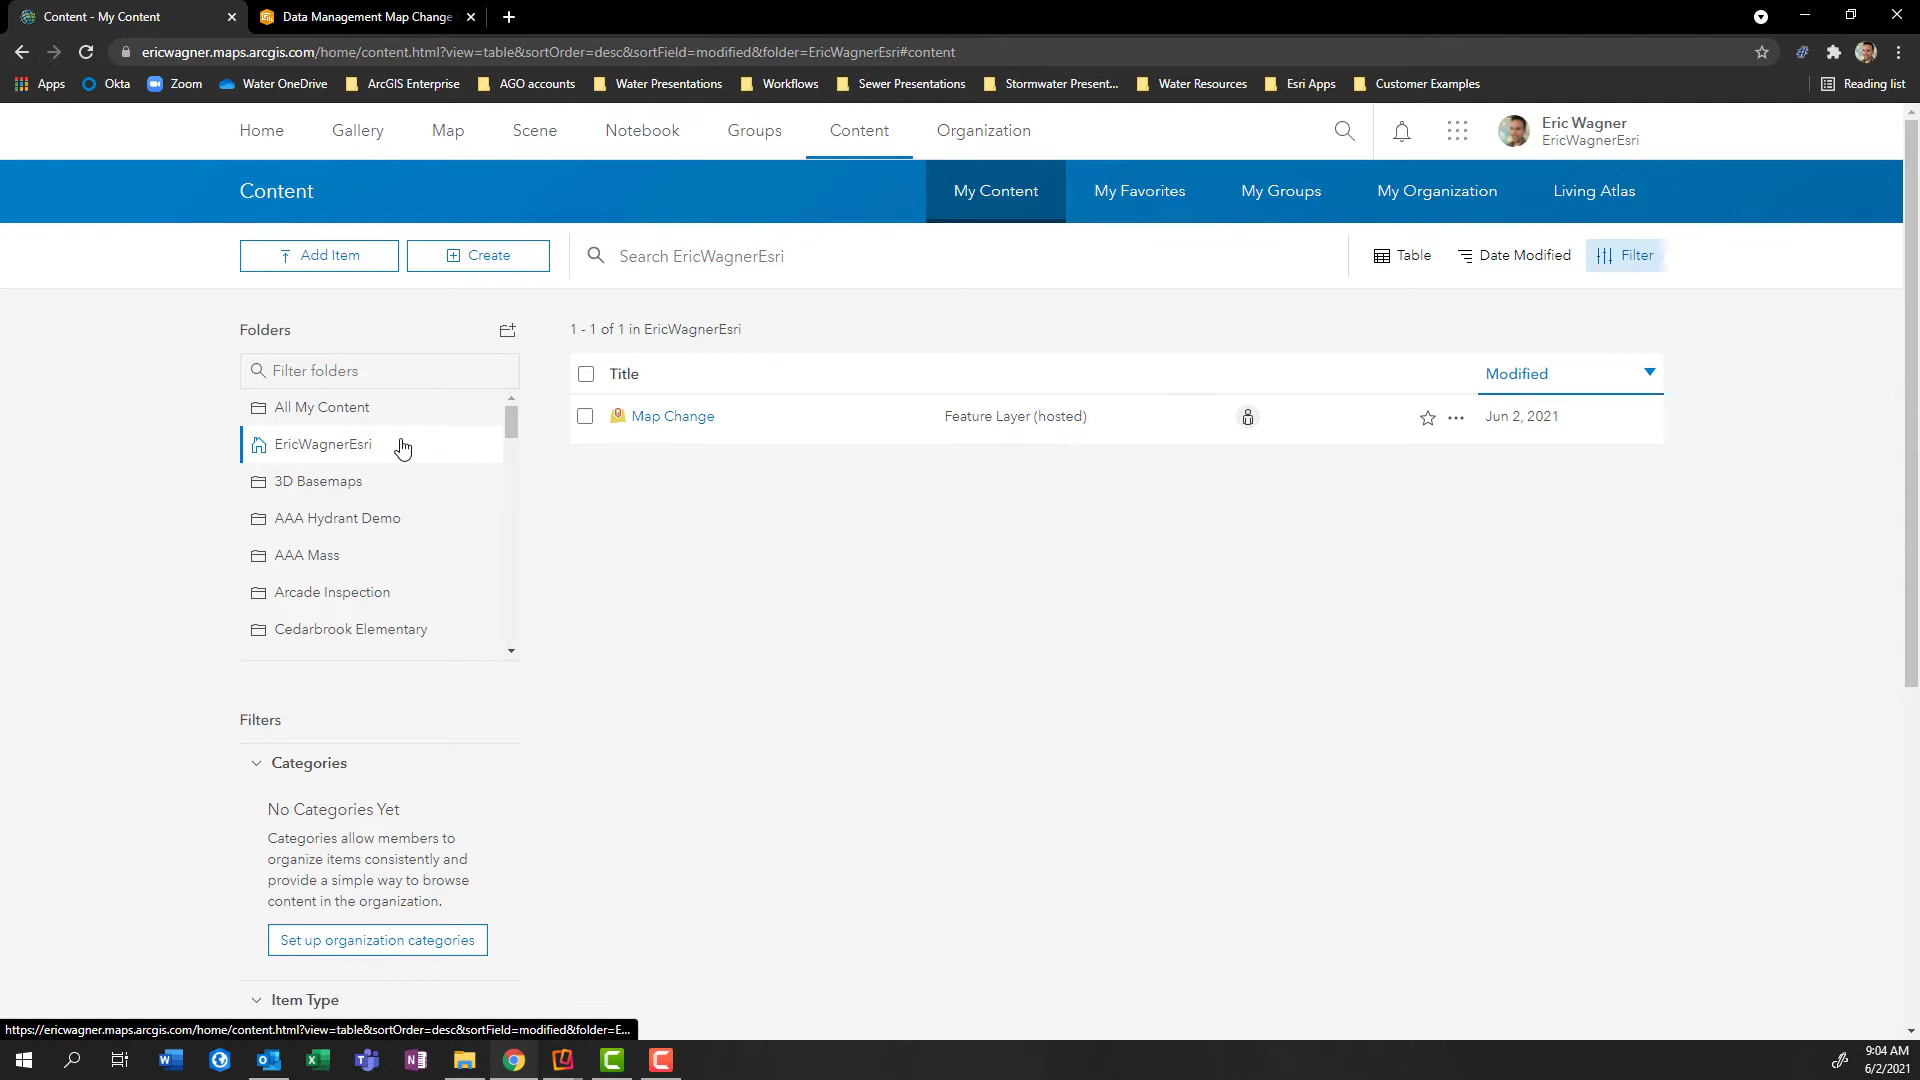 Content - My Content
Data Management Map Change
ericwagner.maps.arcgis.com/home/content.html?view=table&sortOrder=desc&sortField=modified&folder=EricWagnerEsri#content
Apps Okta Zoom Water OneDrive ArcGIS Enterprise AGO accounts Water Presentations Workflows Sewer Presentations Stormwater Present... Water Resources Esri Apps Customer Examples Reading list
Home Gallery Map Scene Notebook Groups Content Organization
Eric Wagner
EricWagnerEsri
Content My Content My Favorites My Groups My Organization Living Atlas
Add Item Create Search EricWagnerEsri Table Date Modified Filter
Folders
1 - 1 of 1 in EricWagnerEsri
Filter folders
Title Modified
All My Content
Map Change Feature Layer (hosted) Jun 2, 2021
EricWagnerEsri
3D Basemaps
AAA Hydrant Demo
AAA Mass
Arcade Inspection
Cedarbrook Elementary
Filters
Categories
No Categories Yet
Categories allow members to
organize items consistently and
provide a simple way to browse
content in the organization.
Set up organization categories
Item Type
https://ericwagner.maps.arcgis.com/home/content.html?view=table&sortOrder=desc&sortField=modified&folder=E...
9:04 AM
6/2/2021